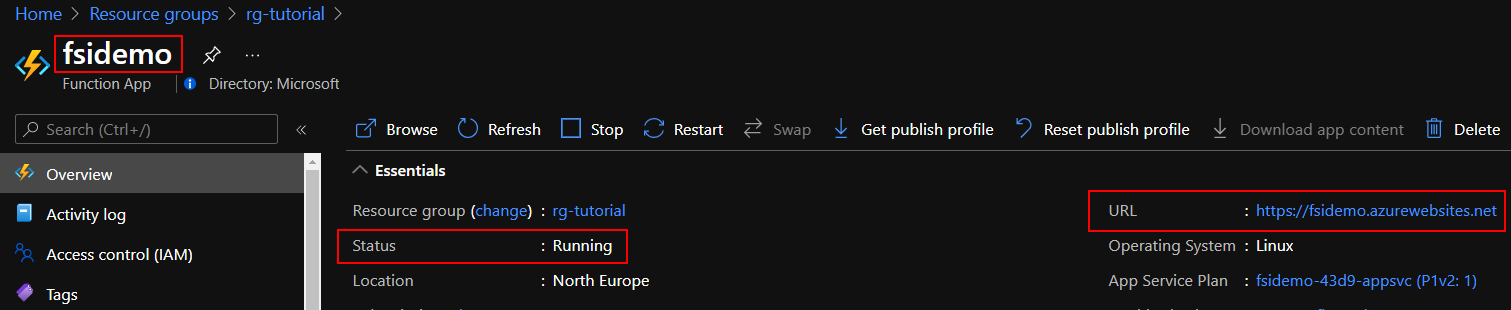 Home > Resource groups > rg-tutorial >
fsidemo ...
Function App | Directory: Microsoft
Search (Ctrl+/) «
Browse Refresh Stop Restart Swap Get publish profile Reset publish profile Download app content Delete
Overview
Activity log
Access control (IAM)
Tags
Essentials
Resource group (change) : rg-tutorial
Status : Running
Location : North Europe
URL : https://fsidemo.azurewebsites.net
Operating System : Linux
App Service Plan : fsidemo-43d9-appsvc (P1v2: 1)